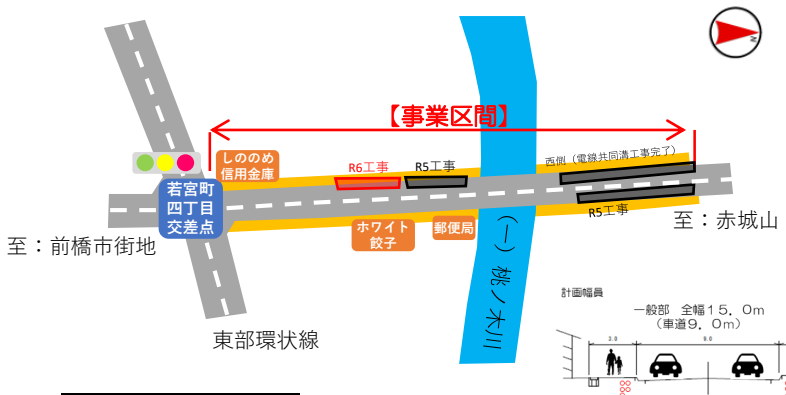 【事業区間】
N
しののめ
信用金庫
R6工事
R5工事
西側（電線共同溝工事完了）
若宮町
四丁目
交差点
ホワイト
餃子
郵便局
R5工事
至：前橋市街地
至：赤城山
(一) 桃ノ木川
東部環状線
計画幅員
一般部 全幅１５．０ｍ
（車道９．０ｍ）
3.0
9.0